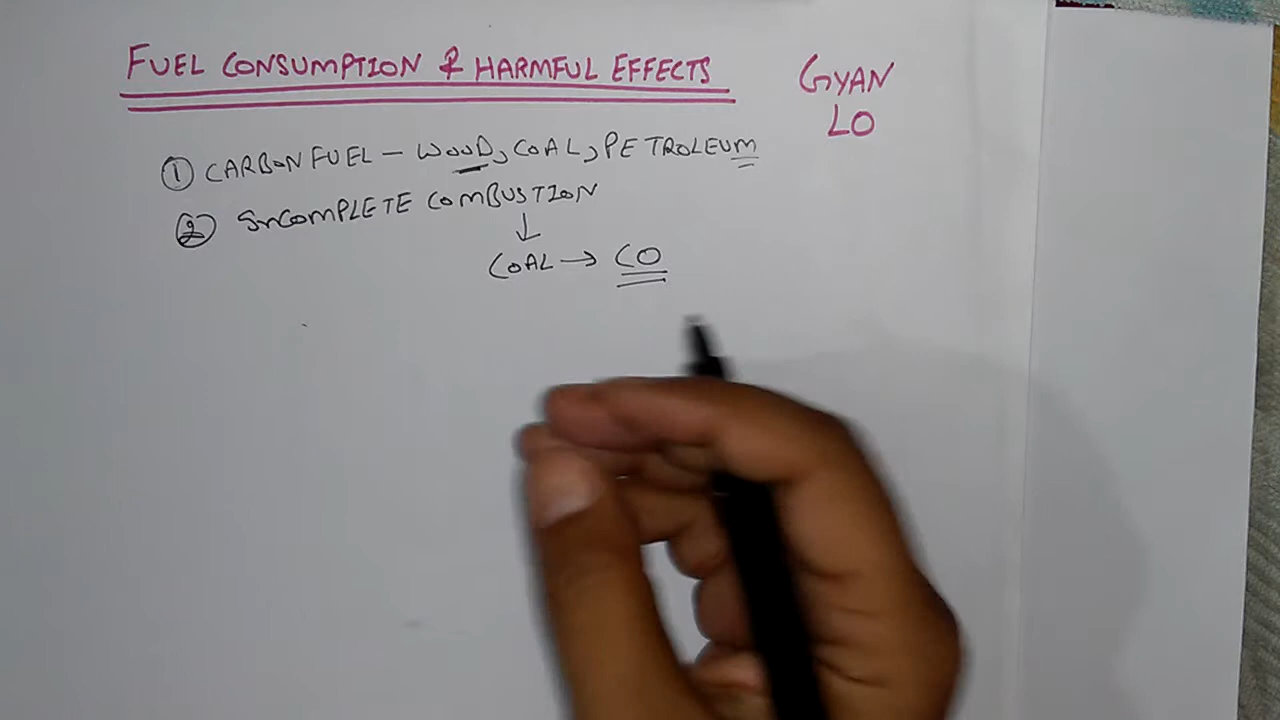 FUEL CONSUMPTION & HARMFUL EFFECTS
GYAN
LO
① CARBON FUEL - WOOD, COAL, PETROLEUM
② INCOMPLETE COMBUSTION
↓
COAL → CO